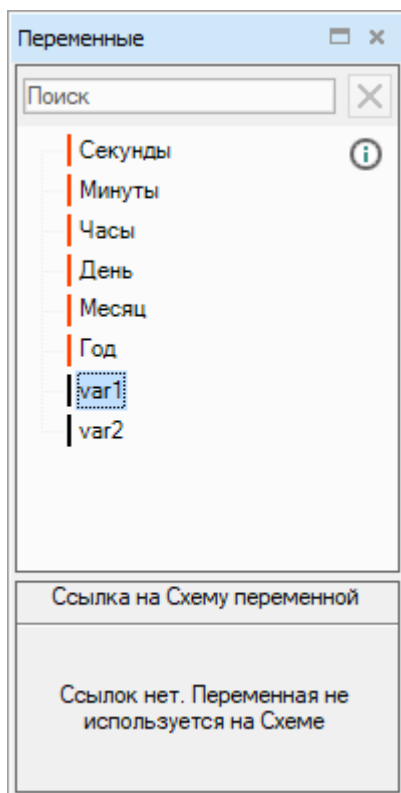 Переменные
Поиск
Секунды
Минуты
Часы
День
Месяц
Год
var1
var2
Ссылка на Схему переменной
Ссылок нет. Переменная не
используется на Схеме